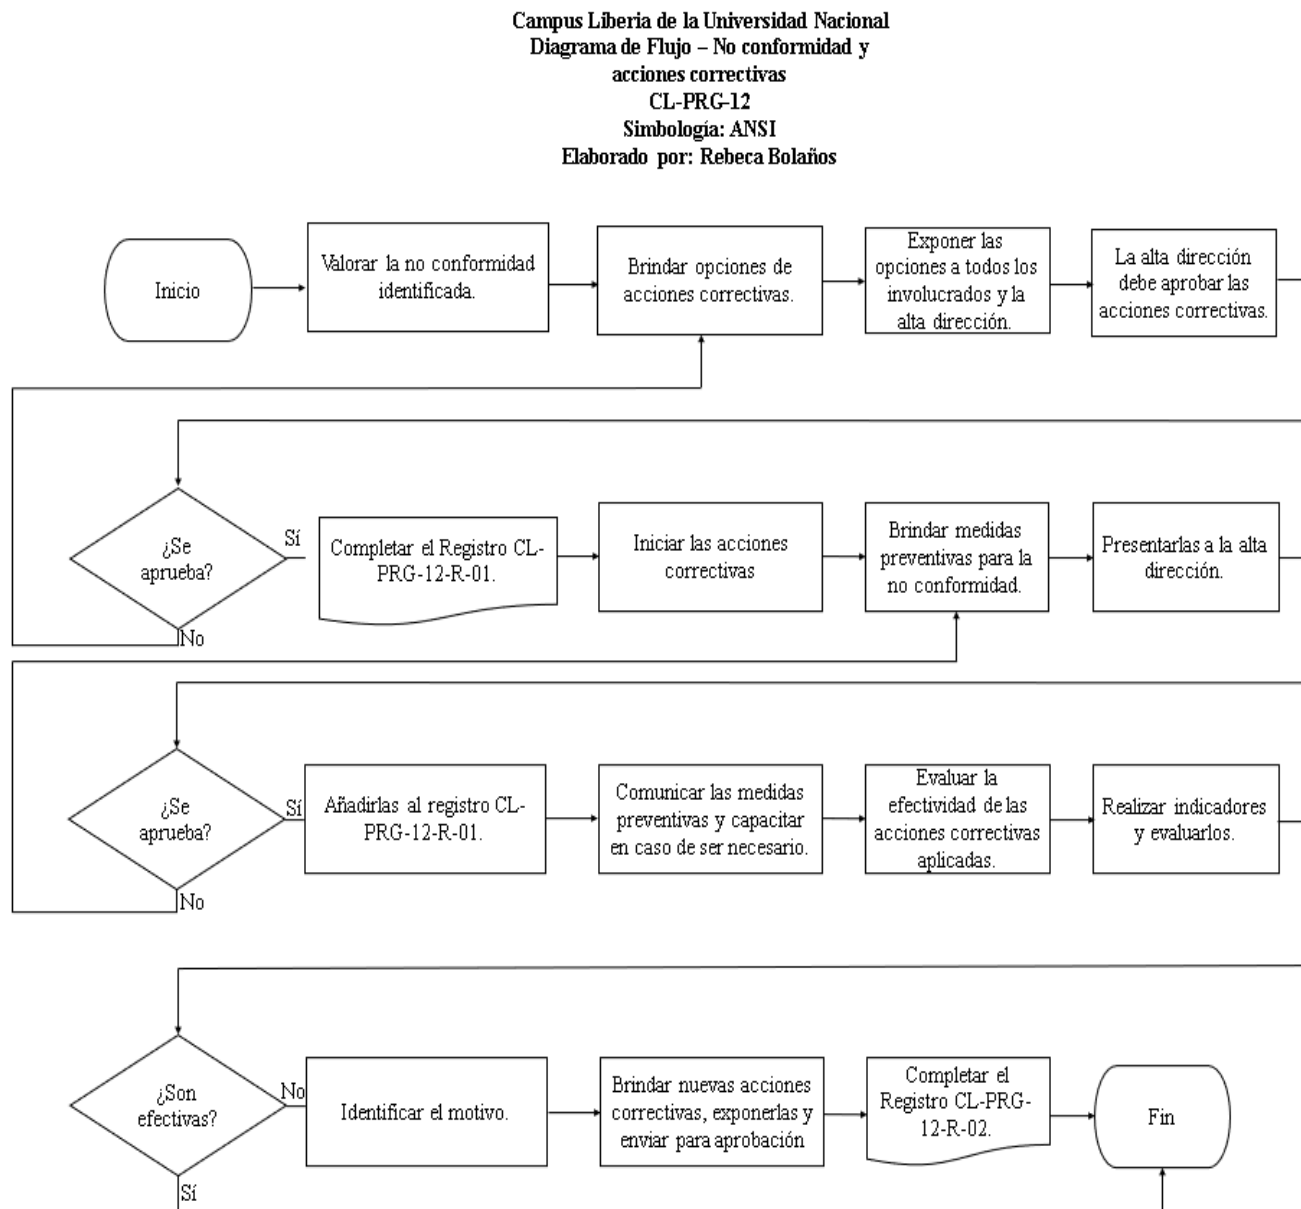 Campus Liberia de la Universidad Nacional
Diagrama de Flujo – No conformidad y
acciones correctivas
CL-PRG-12
Simbología: ANSI
Elaborado por: Rebeca Bolaños
Inicio
Valorar la no conformidad
identificada.
Brindar opciones de
acciones correctivas.
Exponer las
opciones a todos los
involucrados y la
alta dirección.
La alta dirección
debe aprobar las
acciones correctivas.
¿Se
aprueba?
Sí
No
Completar el Registro CL-
PRG-12-R-01.
Iniciar las acciones
correctivas
Brindar medidas
preventivas para la
no conformidad.
Presentarlas a la alta
dirección.
¿Se
aprueba?
Sí
No
Añadirlas al registro CL-
PRG-12-R-01.
Comunicar las medidas
preventivas y capacitar
en caso de ser necesario.
Evaluar la
efectividad de las
acciones correctivas
aplicadas.
Realizar indicadores
y evaluarlos.
¿Son
efectivas?
No
Sí
Identificar el motivo.
Brindar nuevas acciones
correctivas, exponerlas y
enviar para aprobación
Completar el
Registro CL-PRG-
12-R-02.
Fin